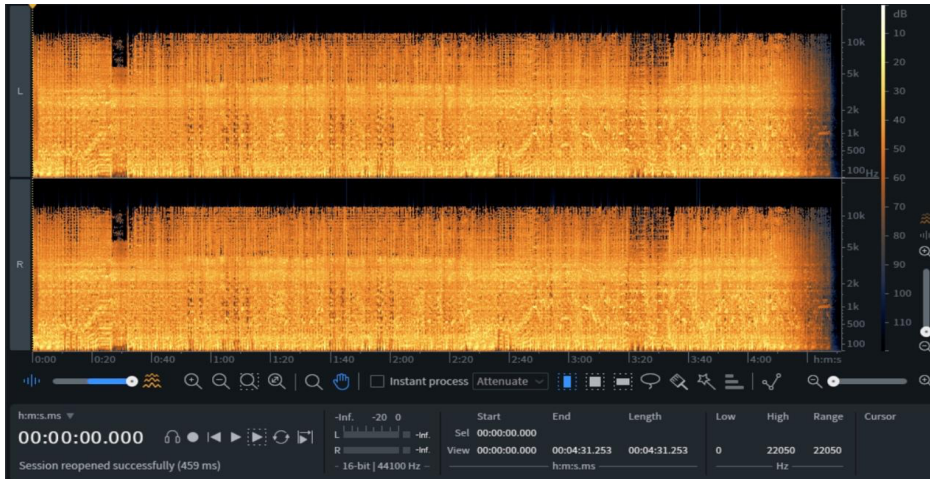 dB
L
10k
5k
2k
1k
500
100 Hz
10
20
30
40
50
60
70
80
90
100
110
R
10k
5k
2k
1k
500
100
0:00 0:20 0:40 1:00 1:20 1:40 2:00 2:20 2:40 3:00 3:20 3:40 4:00 h:m:s
Instant process Attenuate
h:m:s.ms
00:00:00.000
Session reopened successfully (459 ms)
-Inf. -20 0
L -Inf.
R -Inf.
16-bit | 44100 Hz
Start End Length
Sel 00:00:00.000
View 00:00:00.000 00:04:31.253 00:04:31.253
h:m:s.ms
Low High Range
0 22050 22050
Hz
Cursor